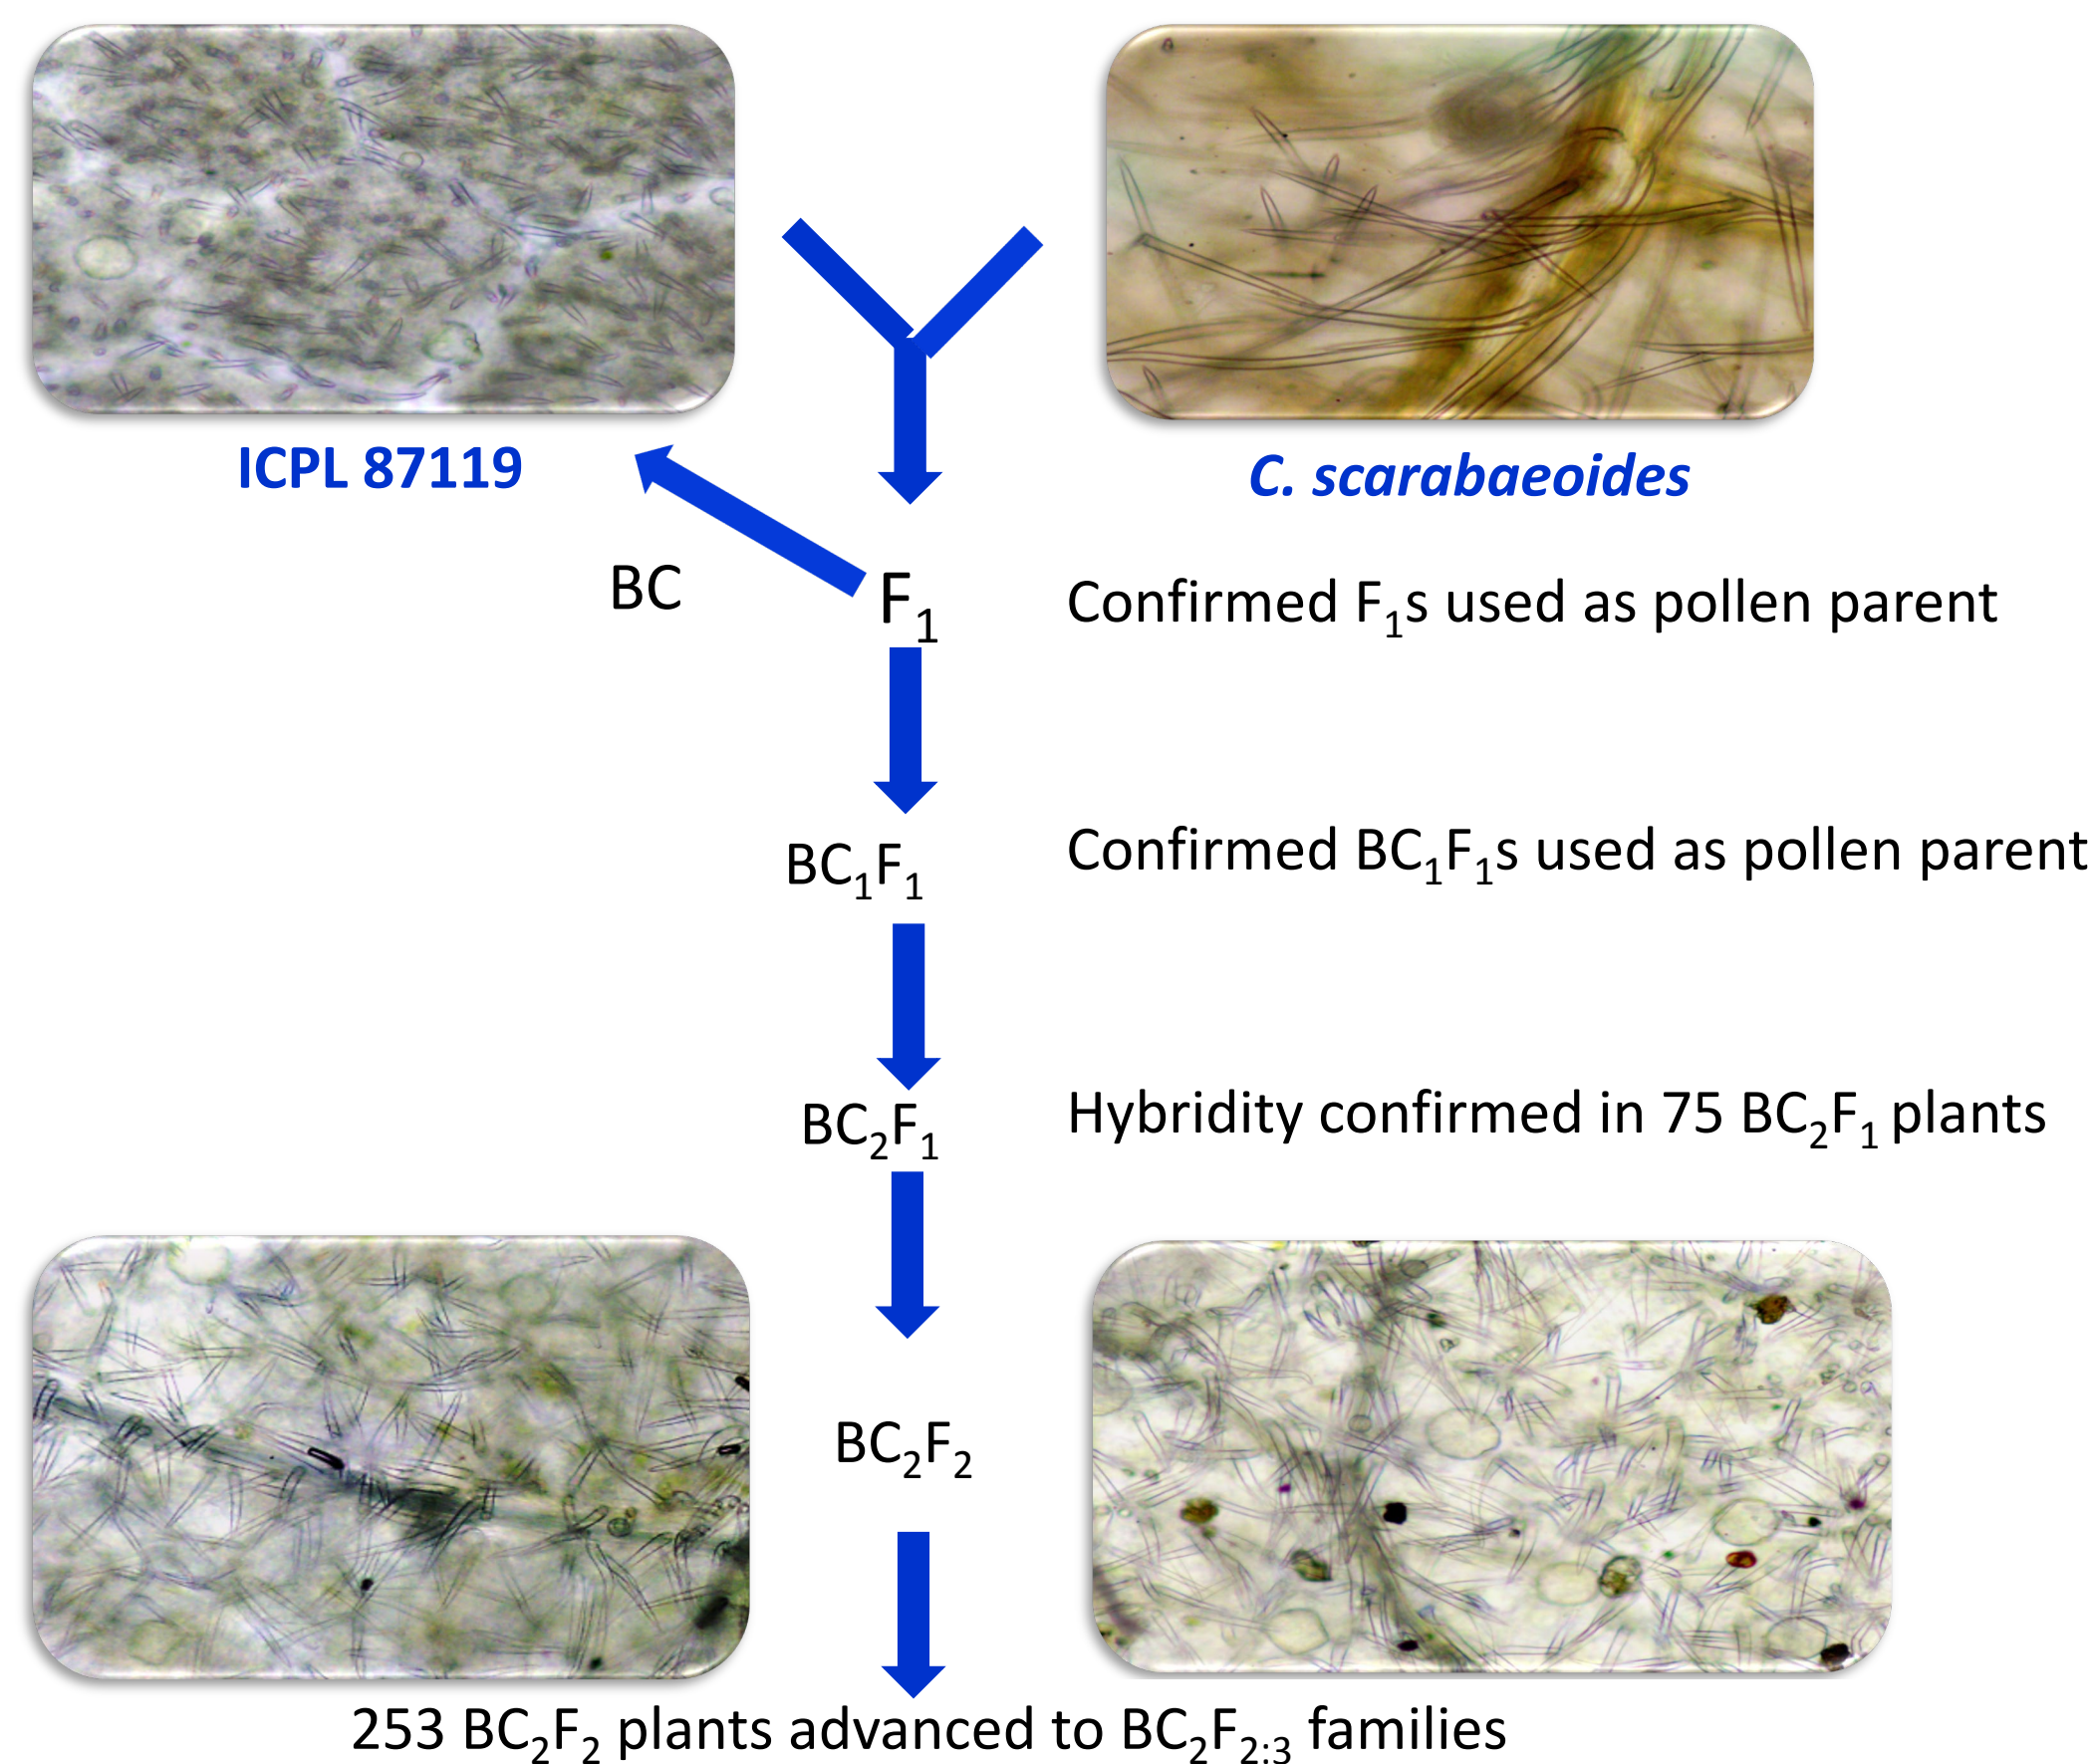 ICPL 87119
C. scarabaeoides
BC
F₁
Confirmed F₁s used as pollen parent
BC₁F₁
Confirmed BC₁F₁s used as pollen parent
BC₂F₁
Hybridity confirmed in 75 BC₂F₁ plants
BC₂F₂
253 BC₂F₂ plants advanced to BC₂F₂:₃ families